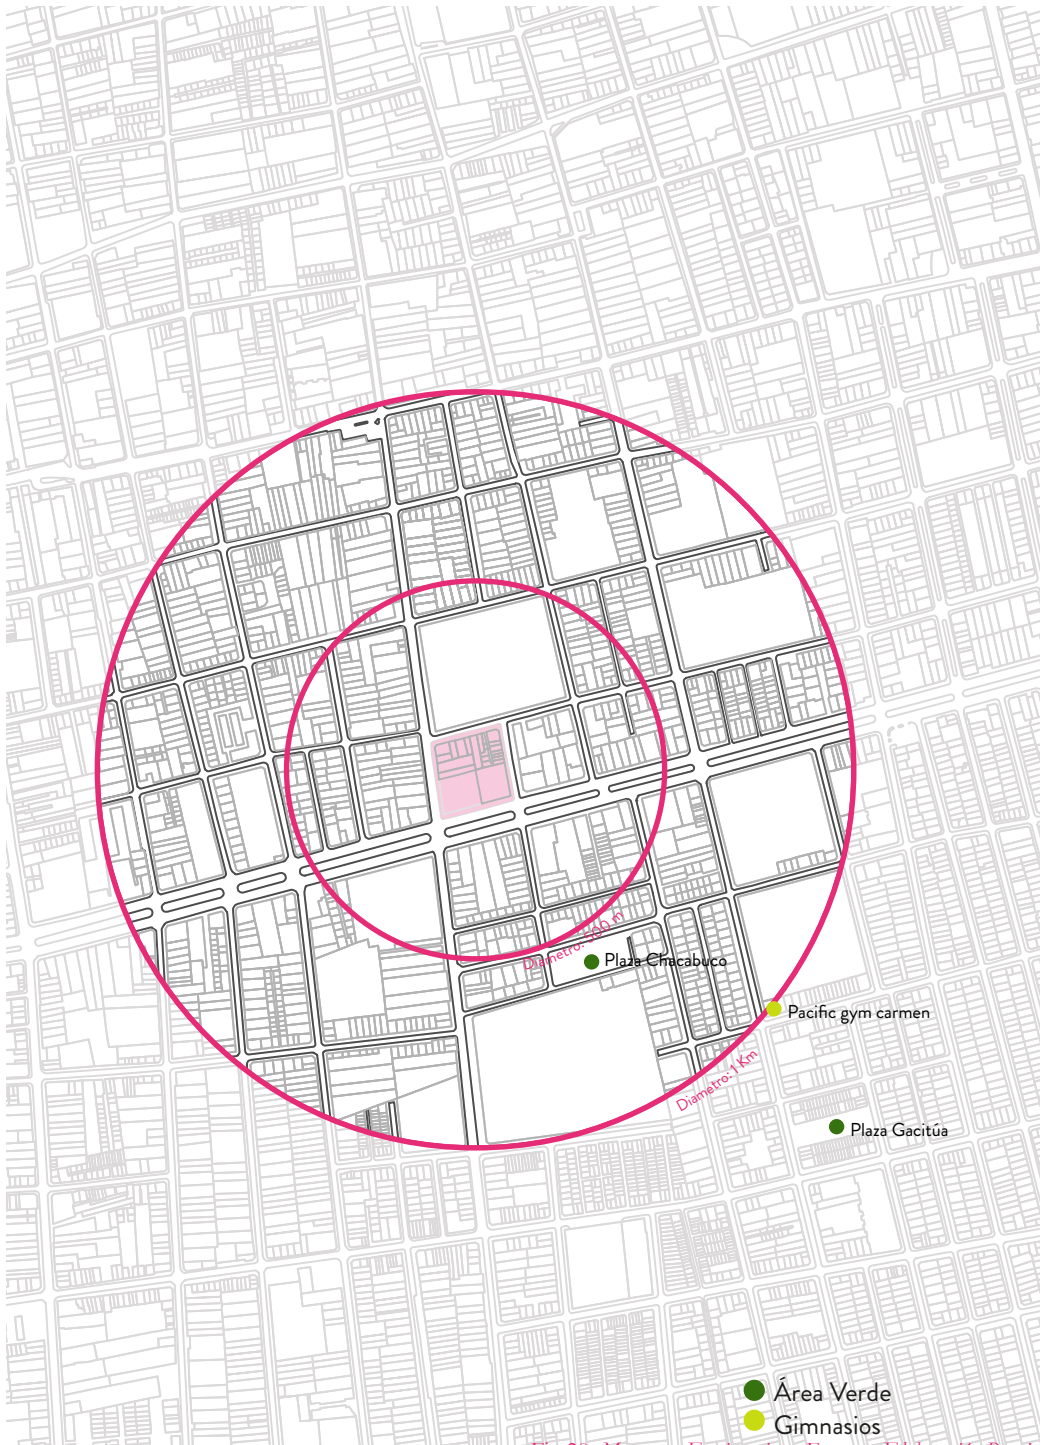 Diametro: 500 m
Plaza Chacabuco
Pacific gym carmen
Diametro: 1 Km
Plaza Gacitúa
Área Verde
Gimnasios